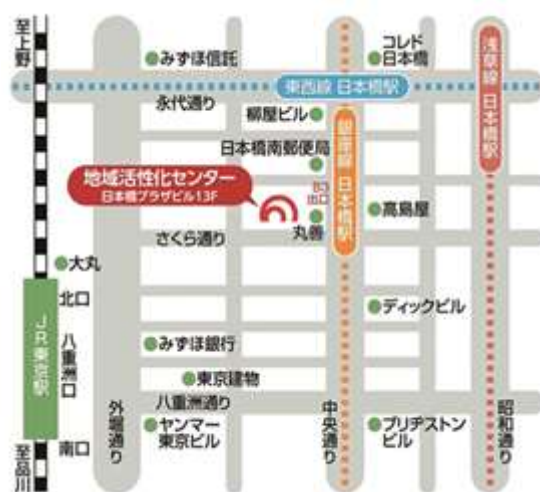 至上野
みずほ信託
コレド
日本橋
浅草線 日本橋駅
東西線 日本橋駅
永代通り
柳屋ビル
銀座線 日本橋駅
日本橋南郵便局
地域活性化センター
日本橋プラザビル13F
B3
出口
高島屋
丸善
さくら通り
大丸
北口
ディックビル
JR東京駅
八重洲口
みずほ銀行
東京建物
八重洲通り
外堀通り
中央通り
昭和通り
ヤンマー
東京ビル
ブリヂストン
ビル
南口
至品川